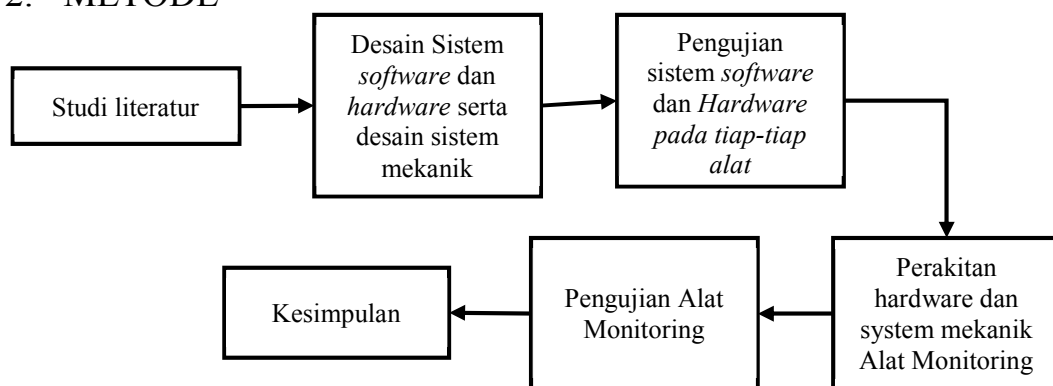 2. METODE
Studi literatur
Desain Sistem
software dan
hardware serta
desain sistem
mekanik
Pengujian
sistem software
dan Hardware
pada tiap-tiap
alat
Perakitan
hardware dan
system mekanik
Alat Monitoring
Pengujian Alat
Monitoring
Kesimpulan